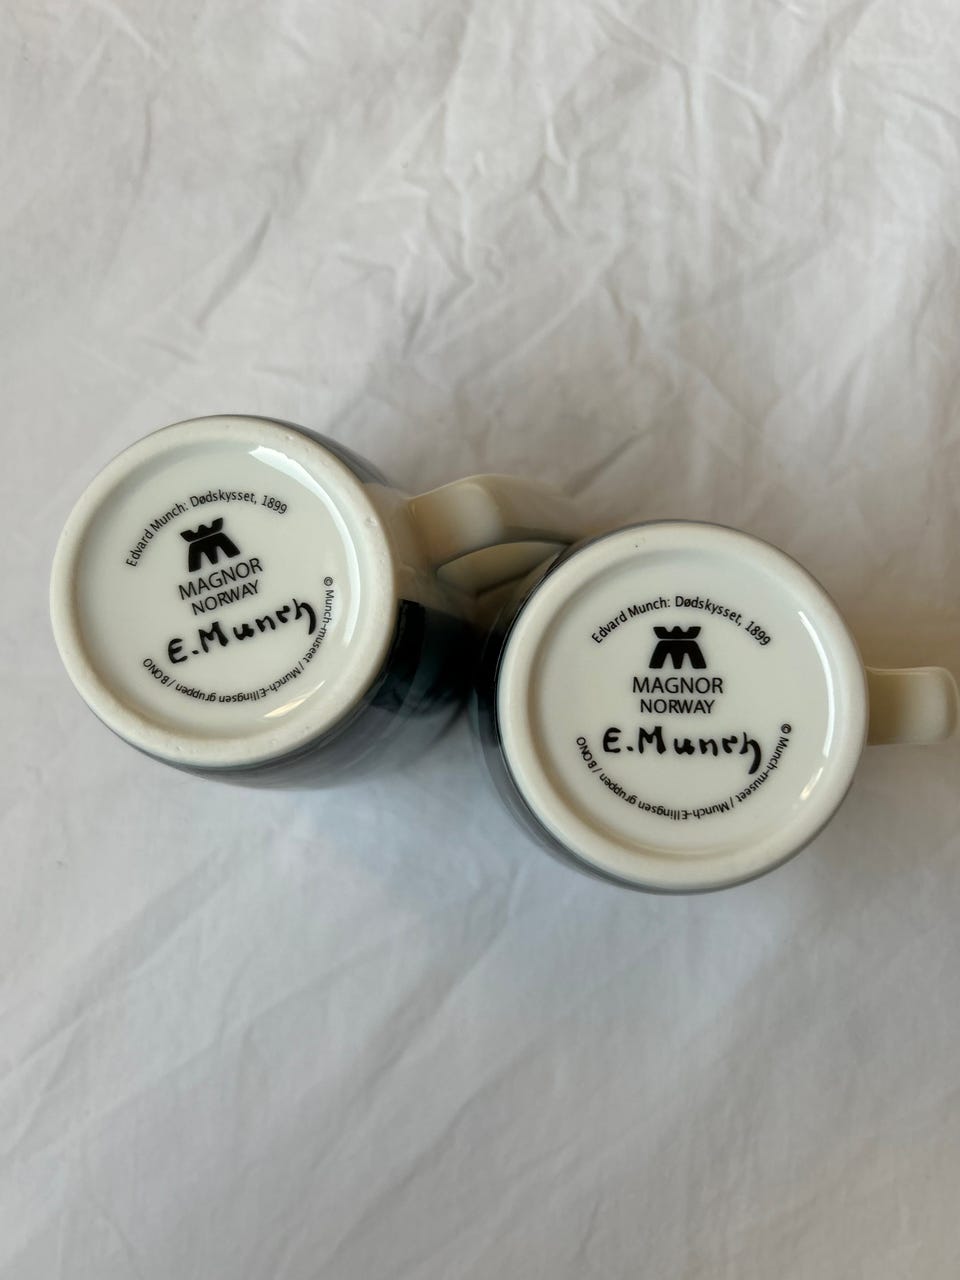 Edvard Munch: Dødskysset, 1899
MAGNOR
NORWAY
E. Munch
© Munch-museet / Munch-Ellingsen gruppen / BONO
Edvard Munch: Dødskysset, 1899
MAGNOR
NORWAY
E. Munch
© Munch-museet / Munch-Ellingsen gruppen / BONO